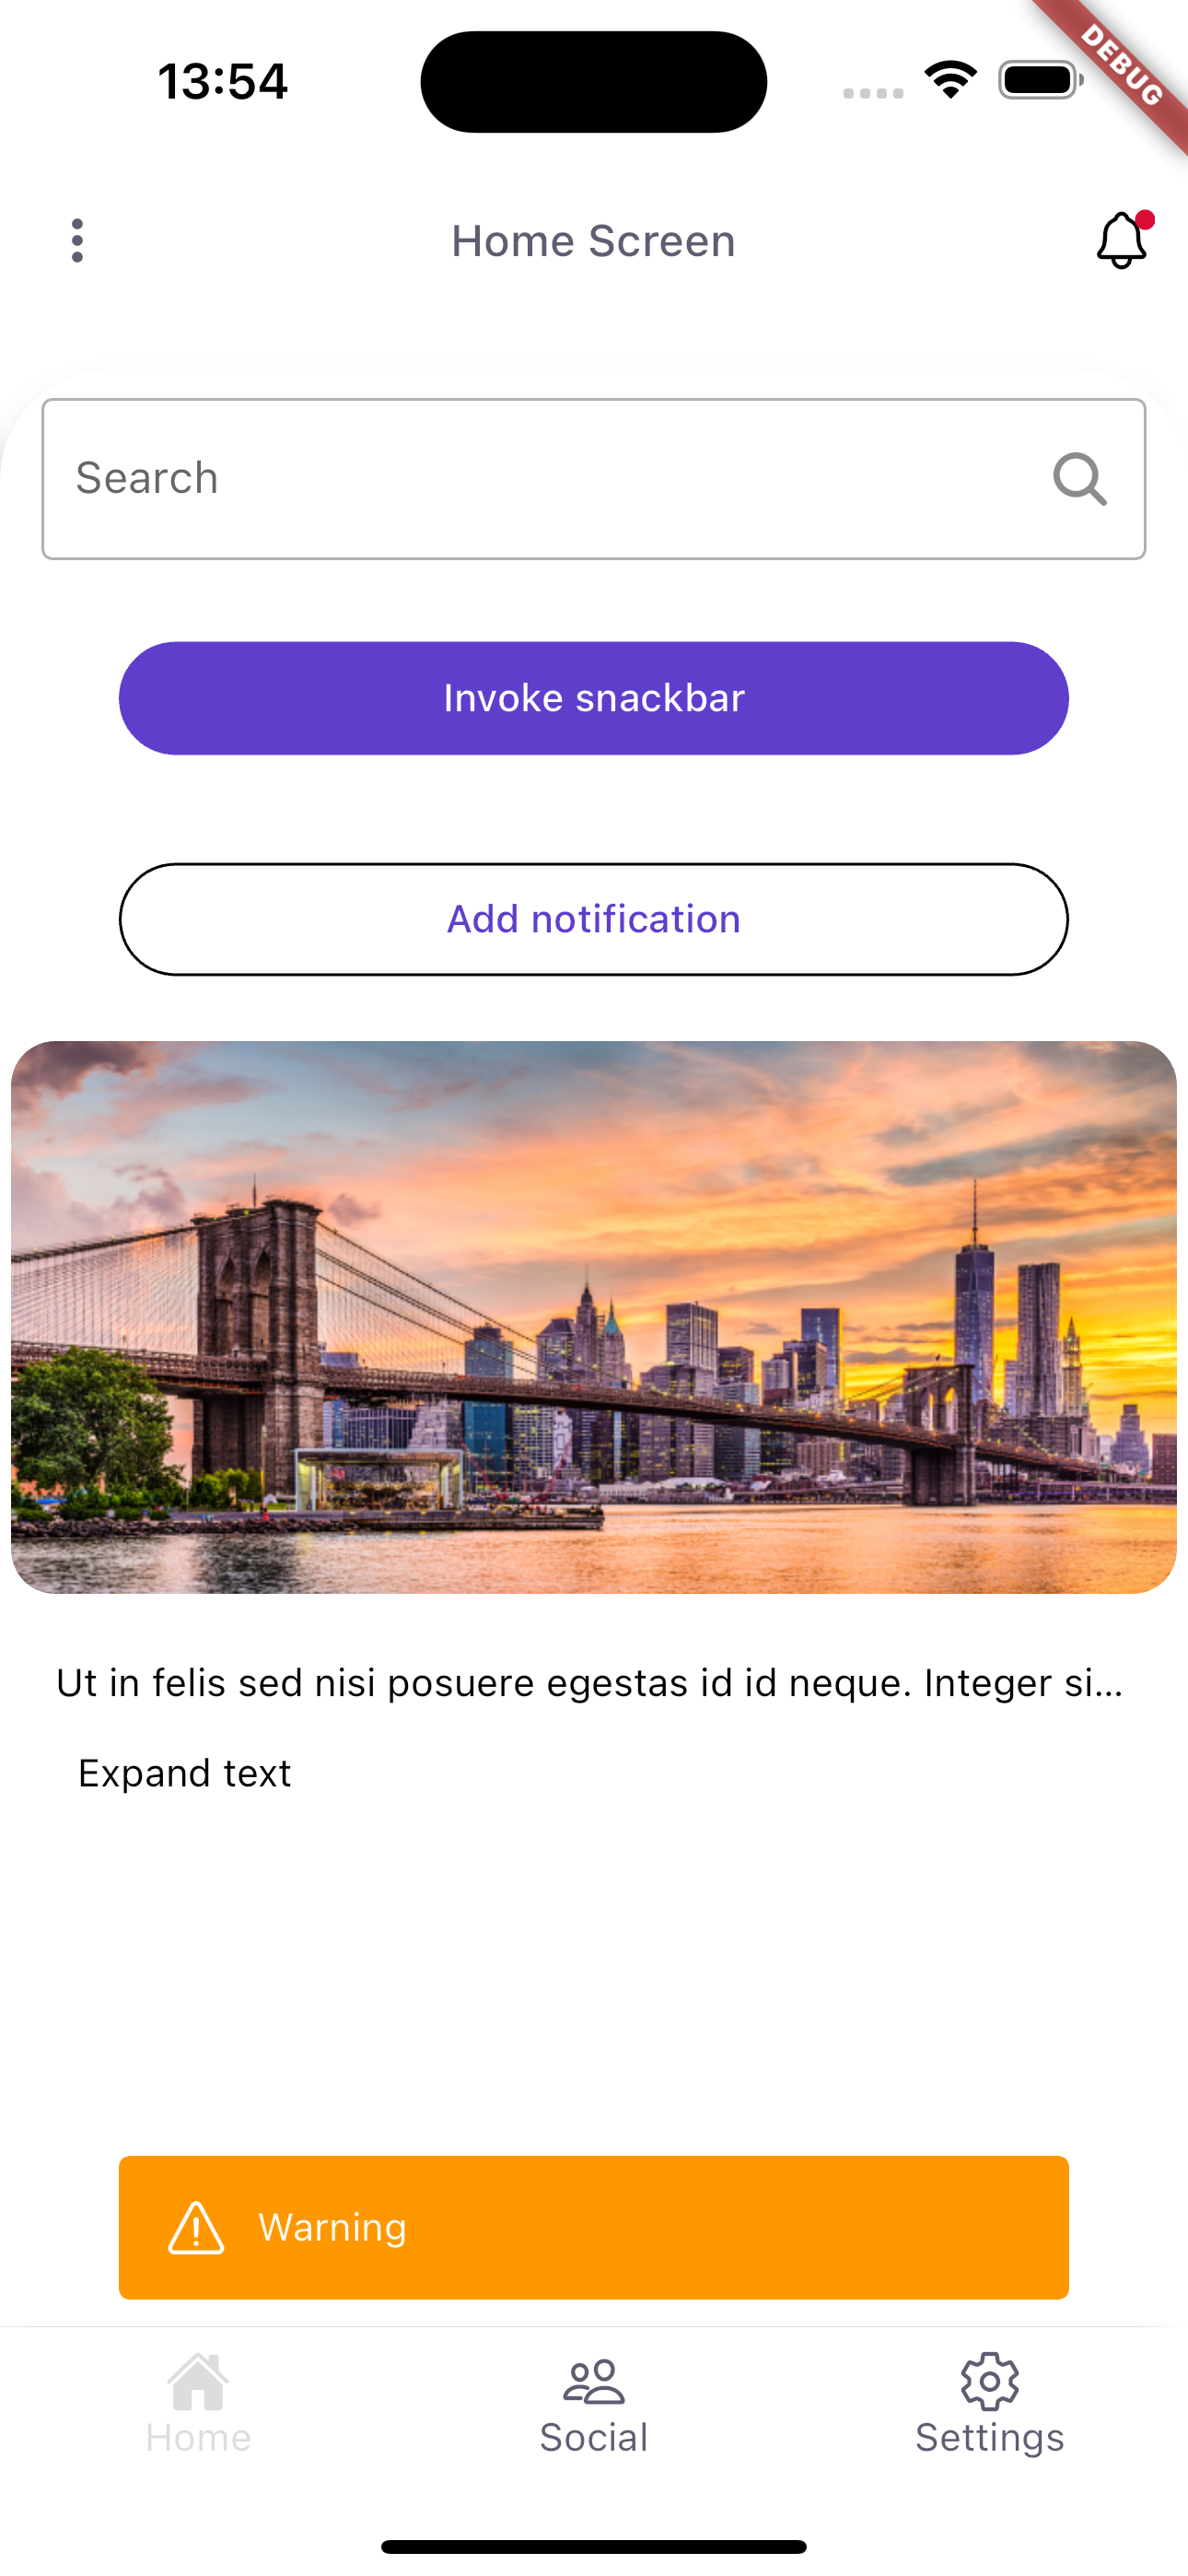 13:54
DEBUG
Home Screen
Search
Invoke snackbar
Add notification
Ut in felis sed nisi posuere egestas id id neque. Integer si...
Expand text
Warning
Home
Social
Settings